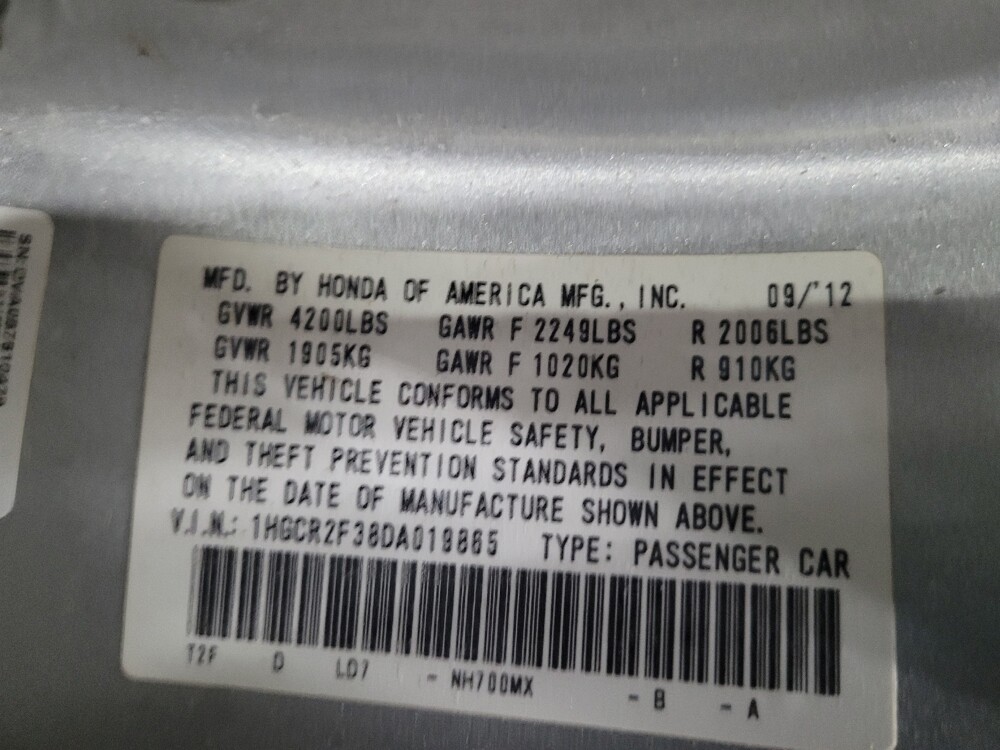 MFD. BY HONDA OF AMERICA MFG., INC. 09/'12
GVWR 4200LBS GAWR F 2249LBS R 2006LBS
GVWR 1905KG GAWR F 1020KG R 910KG
THIS VEHICLE CONFORMS TO ALL APPLICABLE
FEDERAL MOTOR VEHICLE SAFETY, BUMPER,
AND THEFT PREVENTION STANDARDS IN EFFECT
ON THE DATE OF MANUFACTURE SHOWN ABOVE.
V.I.N.: 1HGCR2F38DA019865 TYPE: PASSENGER CAR
T2F D LD7 - NH700MX - B - A
SN: